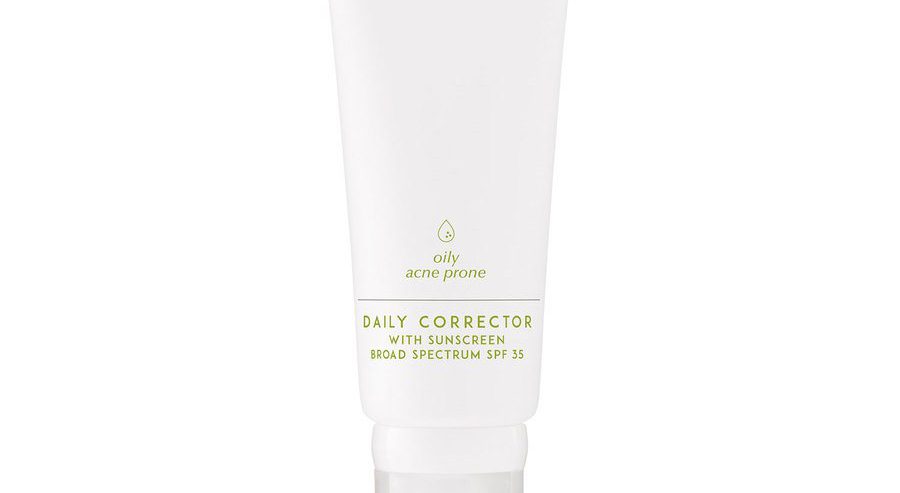 oily
acne prone
DAILY CORRECTOR
WITH SUNSCREEN
BROAD SPECTRUM SPF 35